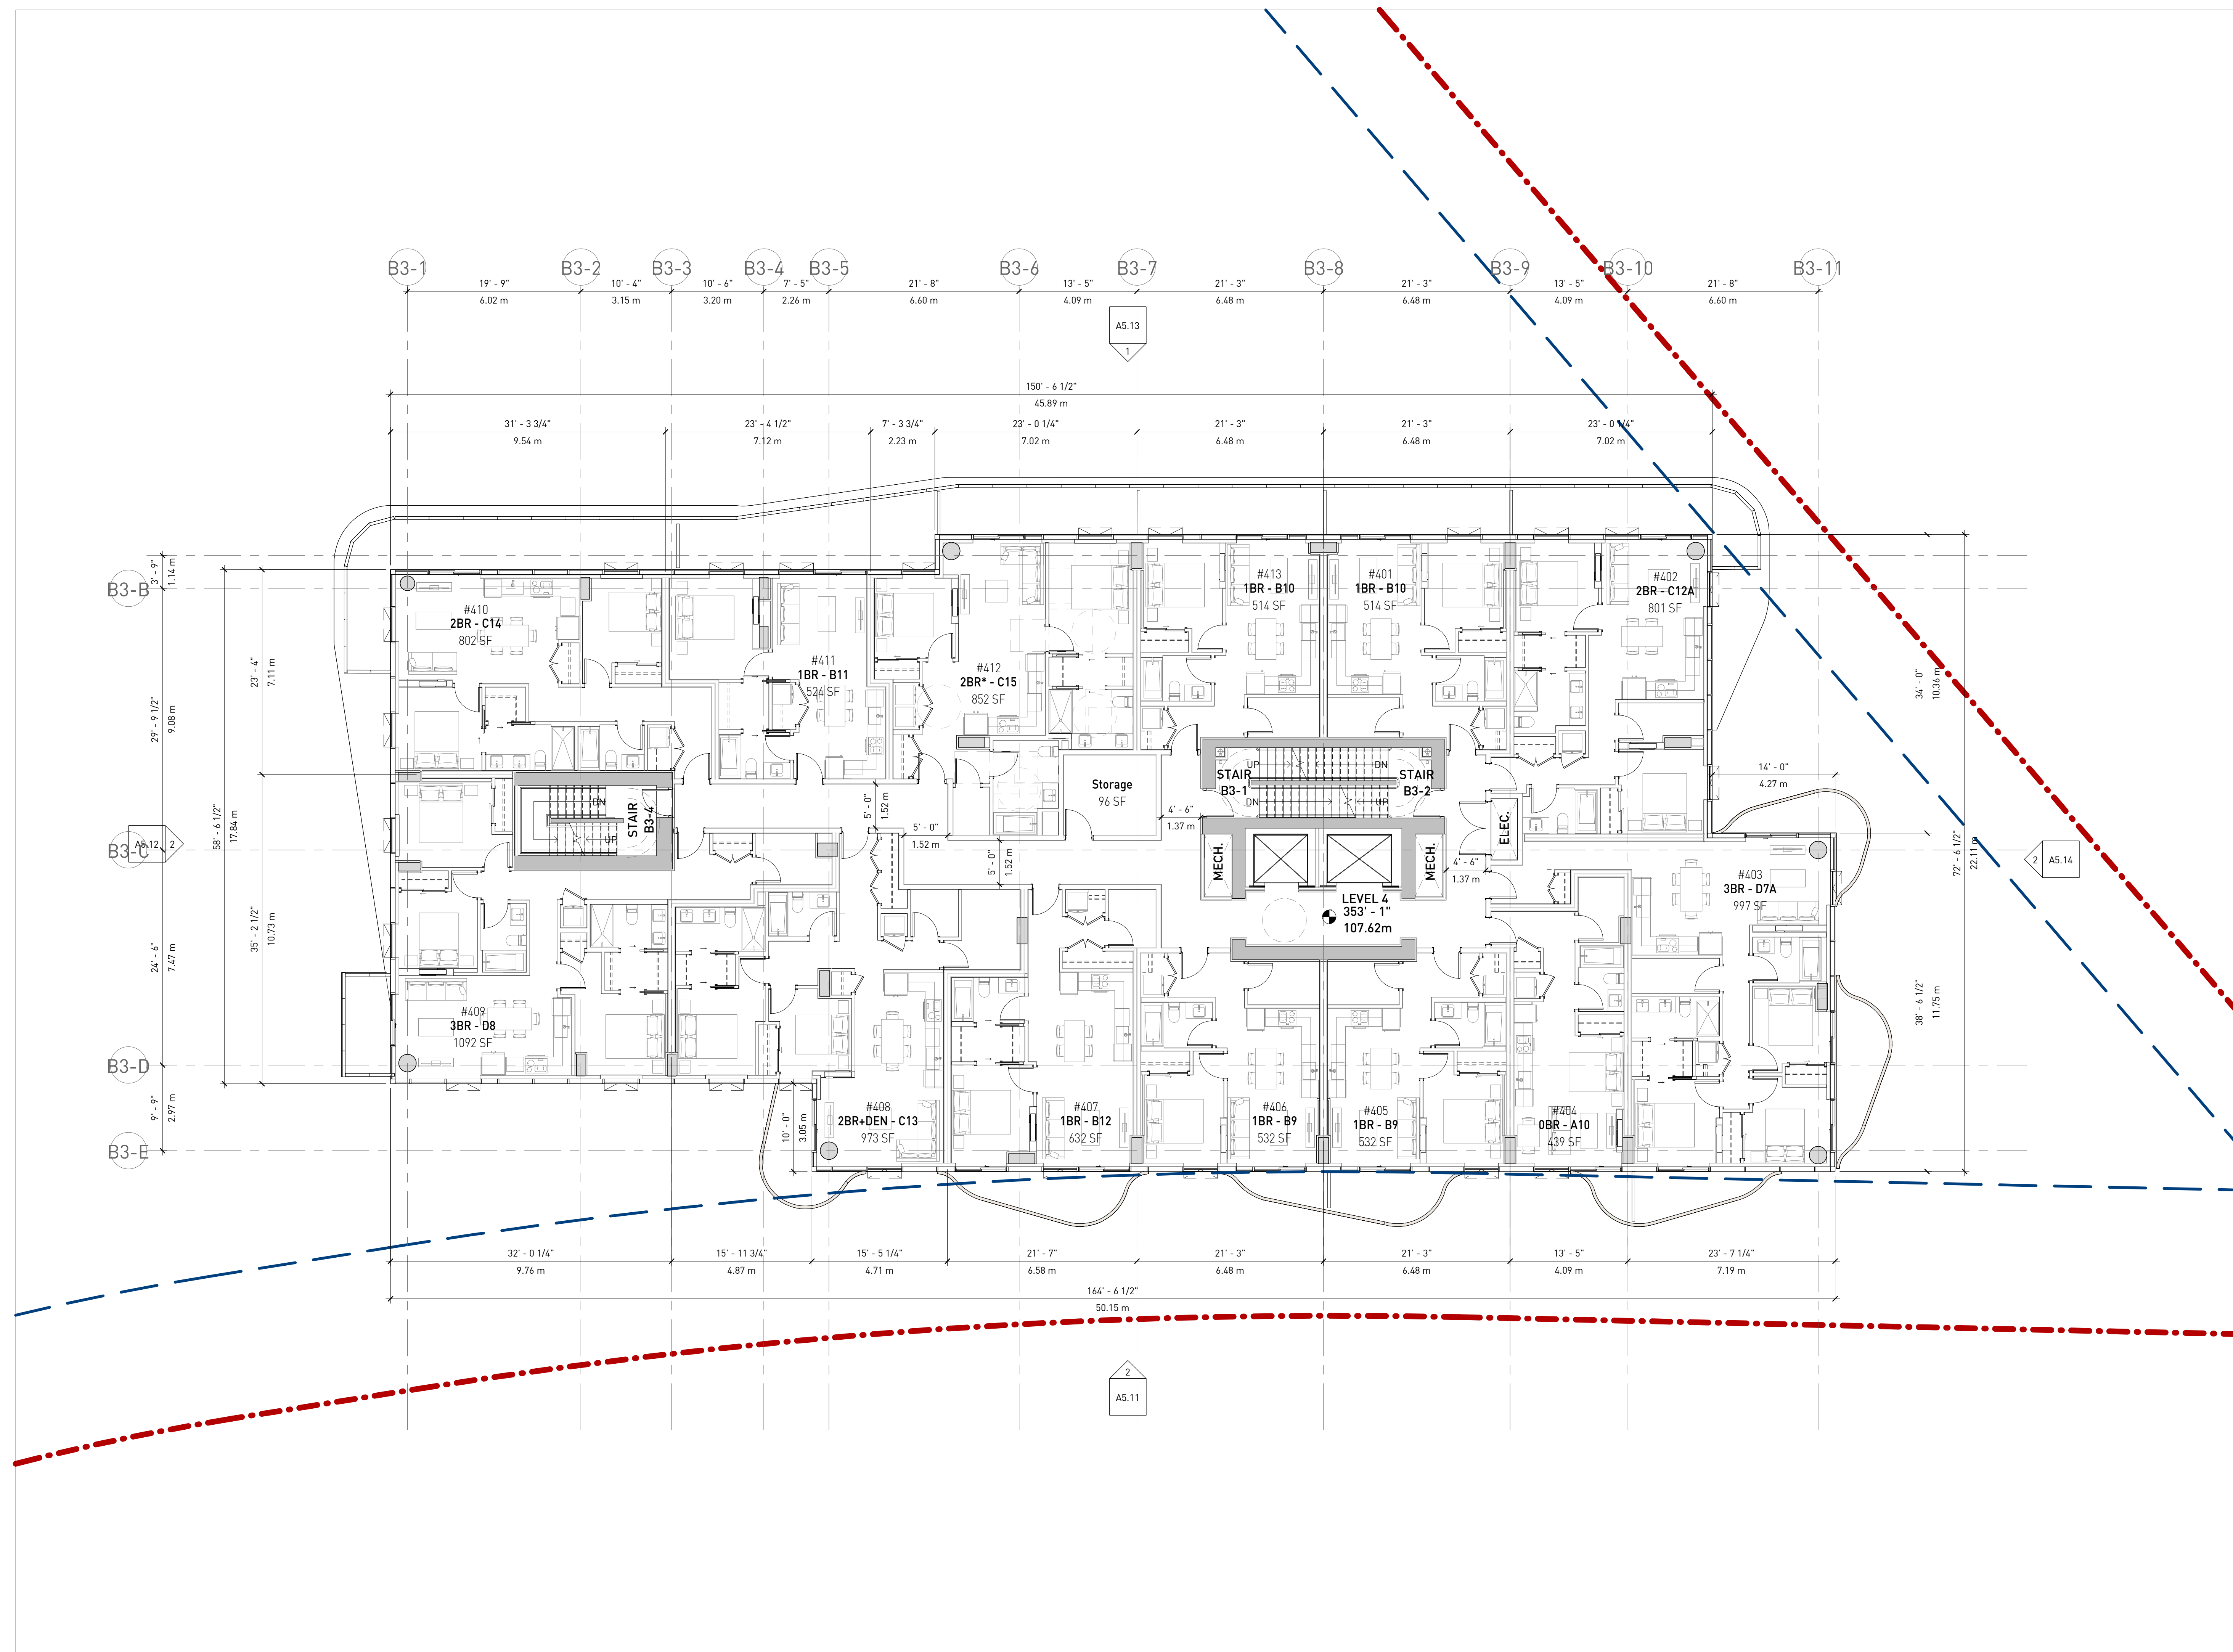 B3-1
B3-2
B3-3
B3-4
B3-5
B3-6
B3-7
B3-8
B3-9
B3-10
B3-11
19' - 9"
10' - 4"
10' - 6"
7' - 5"
21' - 8"
13' - 5"
21' - 3"
21' - 3"
13' - 5"
21' - 8"
6.02 m
3.15 m
3.20 m
2.26 m
6.60 m
4.09 m
6.48 m
6.48 m
4.09 m
6.60 m
A5.13
1
150' - 6 1/2"
45.89 m
31' - 3 3/4"
23' - 4 1/2"
7' - 3 3/4"
23' - 0 1/4"
21' - 3"
21' - 3"
23' - 0 1/4"
9.54 m
7.12 m
2.23 m
7.02 m
6.48 m
6.48 m
7.02 m
B3-B
B3-C
B3-D
B3-E
3' - 9"
1.14 m
29' - 9 1/2"
9.08 m
24' - 6"
7.47 m
9' - 9"
2.97 m
58' - 6 1/2"
17.84 m
23' - 4"
7.11 m
35' - 2 1/2"
10.73 m
A5.12
2
#410
2BR - C14
802 SF
#411
1BR - B11
524 SF
#412
2BR* - C15
852 SF
#413
1BR - B10
514 SF
#401
1BR - B10
514 SF
#402
2BR - C12A
801 SF
Storage
96 SF
STAIR
B3-1
STAIR
B3-2
UP
DN
DN
UP
STAIR
B3-4
DN
UP
ELEC.
MECH.
MECH.
5' - 0"
1.52 m
5' - 0"
1.52 m
5' - 0"
1.52 m
4' - 6"
1.37 m
4' - 6"
1.37 m
14' - 0"
4.27 m
LEVEL 4
353' - 1"
107.62m
#403
3BR - D7A
997 SF
#409
3BR - D8
1092 SF
#408
2BR+DEN - C13
973 SF
#407
1BR - B12
632 SF
#406
1BR - B9
532 SF
#405
1BR - B9
532 SF
#404
0BR - A10
439 SF
10' - 0"
3.05 m
34' - 0"
10.36 m
38' - 6 1/2"
11.75 m
72' - 6 1/2"
22.11 m
2
A5.14
32' - 0 1/4"
15' - 11 3/4"
15' - 5 1/4"
21' - 7"
21' - 3"
21' - 3"
13' - 5"
23' - 7 1/4"
9.76 m
4.87 m
4.71 m
6.58 m
6.48 m
6.48 m
4.09 m
7.19 m
164' - 6 1/2"
50.15 m
2
A5.11